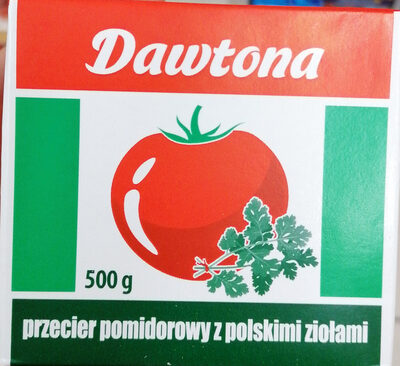 Dawtona
500 g
przecier pomidorowy z polskimi ziołami